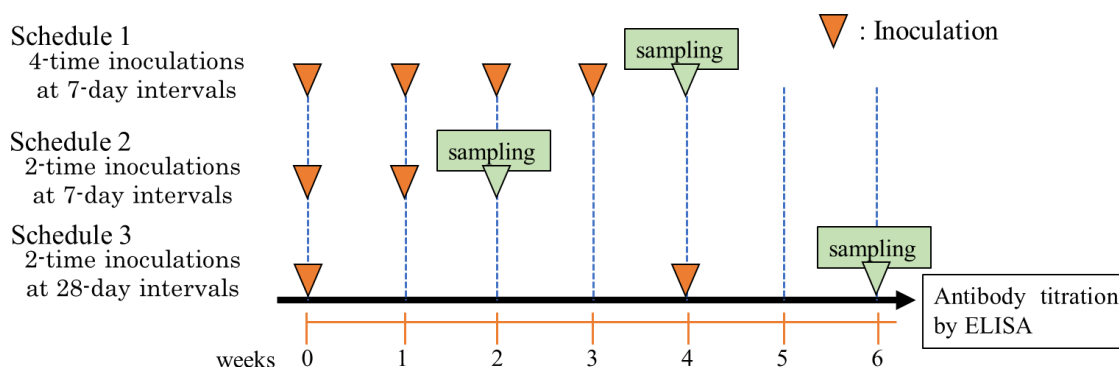 Schedule 1
4-time inoculations
at 7-day intervals
sampling
: Inoculation
Schedule 2
2-time inoculations
at 7-day intervals
sampling
Schedule 3
2-time inoculations
at 28-day intervals
sampling
Antibody titration
by ELISA
weeks 0 1 2 3 4 5 6